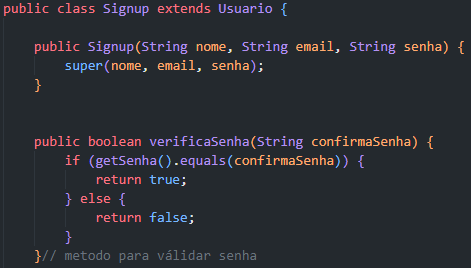 public class Signup extends Usuario {
public Signup(String nome, String email, String senha) {
super(nome, email, senha);
}
public boolean verificaSenha(String confirmaSenha) {
if (getSenha().equals(confirmaSenha)) {
return true;
} else {
return false;
}
}// metodo para válidar senha